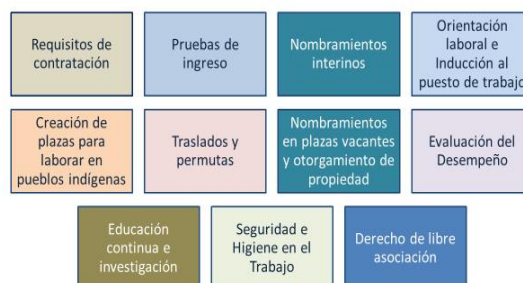 Requisitos de
contratación
Pruebas de
ingreso
Nombramientos
interinos
Orientación
laboral e
Inducción al
puesto de trabajo
Creación de
plazas para
laborar en
pueblos indígenas
Traslados y
permutas
Nombramientos
en plazas vacantes
y otorgamiento de
propiedad
Evaluación del
Desempeño
Educación
continua e
investigación
Seguridad e
Higiene en el
Trabajo
Derecho de libre
asociación